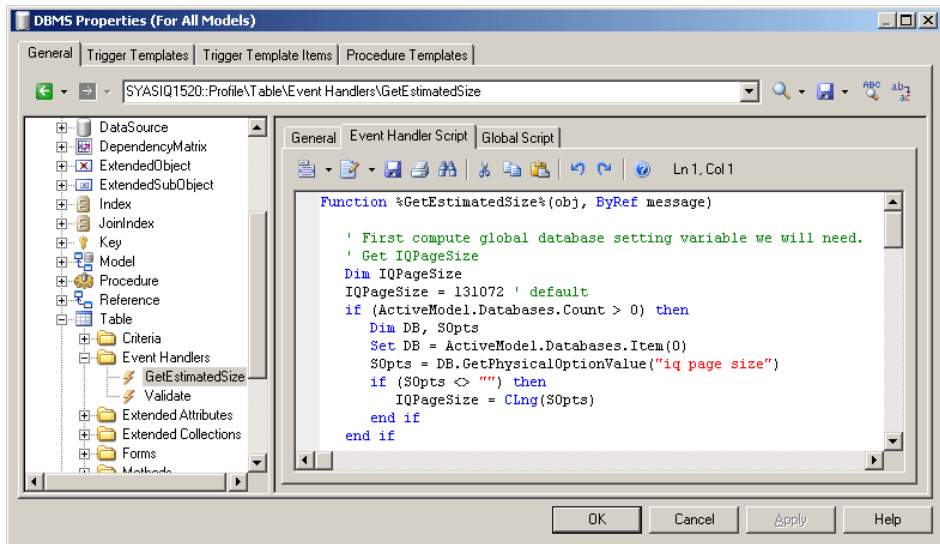 DBMS Properties (For All Models)
General Trigger Templates Trigger Template Items Procedure Templates
SYASIQ1520::Profile\Table\Event Handlers\GetEstimatedSize
ABC ab ac
DataSource
DependencyMatrix
ExtendedObject
ExtendedSubObject
Index
JoinIndex
Key
Model
Procedure
Reference
Table
Criteria
Event Handlers
GetEstimatedSize
Validate
Extended Attributes
Extended Collections
Forms
Methods
General Event Handler Script Global Script
Ln 1, Col 1
Function %GetEstimatedSize%(obj, ByRef message)
' First compute global database setting variable we will need.
' Get IQPageSize
Dim IQPageSize
IQPageSize = 131072 ' default
if (ActiveModel.Databases.Count > 0) then
Dim DB, SOpts
Set DB = ActiveModel.Databases.Item(0)
SOpts = DB.GetPhysicalOptionValue("iq page size")
if (SOpts <> "") then
IQPageSize = CLng(SOpts)
end if
end if
OK Cancel Apply Help